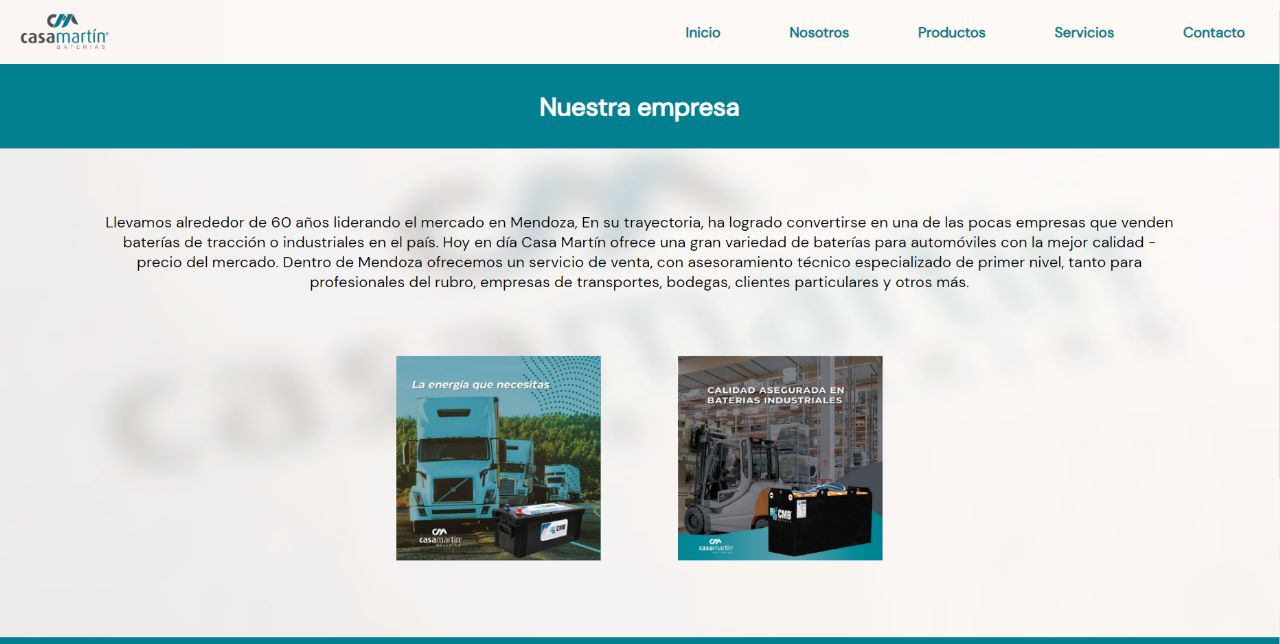 casamartín
BATERIAS
Inicio
Nosotros
Productos
Servicios
Contacto
Nuestra empresa
Llevamos alrededor de 60 años liderando el mercado en Mendoza, En su trayectoria, ha logrado convertirse en una de las pocas empresas que venden
baterías de tracción o industriales en el país. Hoy en día Casa Martín ofrece una gran variedad de baterías para automóviles con la mejor calidad -
precio del mercado. Dentro de Mendoza ofrecemos un servicio de venta, con asesoramiento técnico especializado de primer nivel, tanto para
profesionales del rubro, empresas de transportes, bodegas, clientes particulares y otros más.
La energía que necesitas
CMB
casamartín
BATERIAS
CALIDAD ASEGURADA EN
BATERIAS INDUSTRIALES
CMB
casamartín
BATERIAS